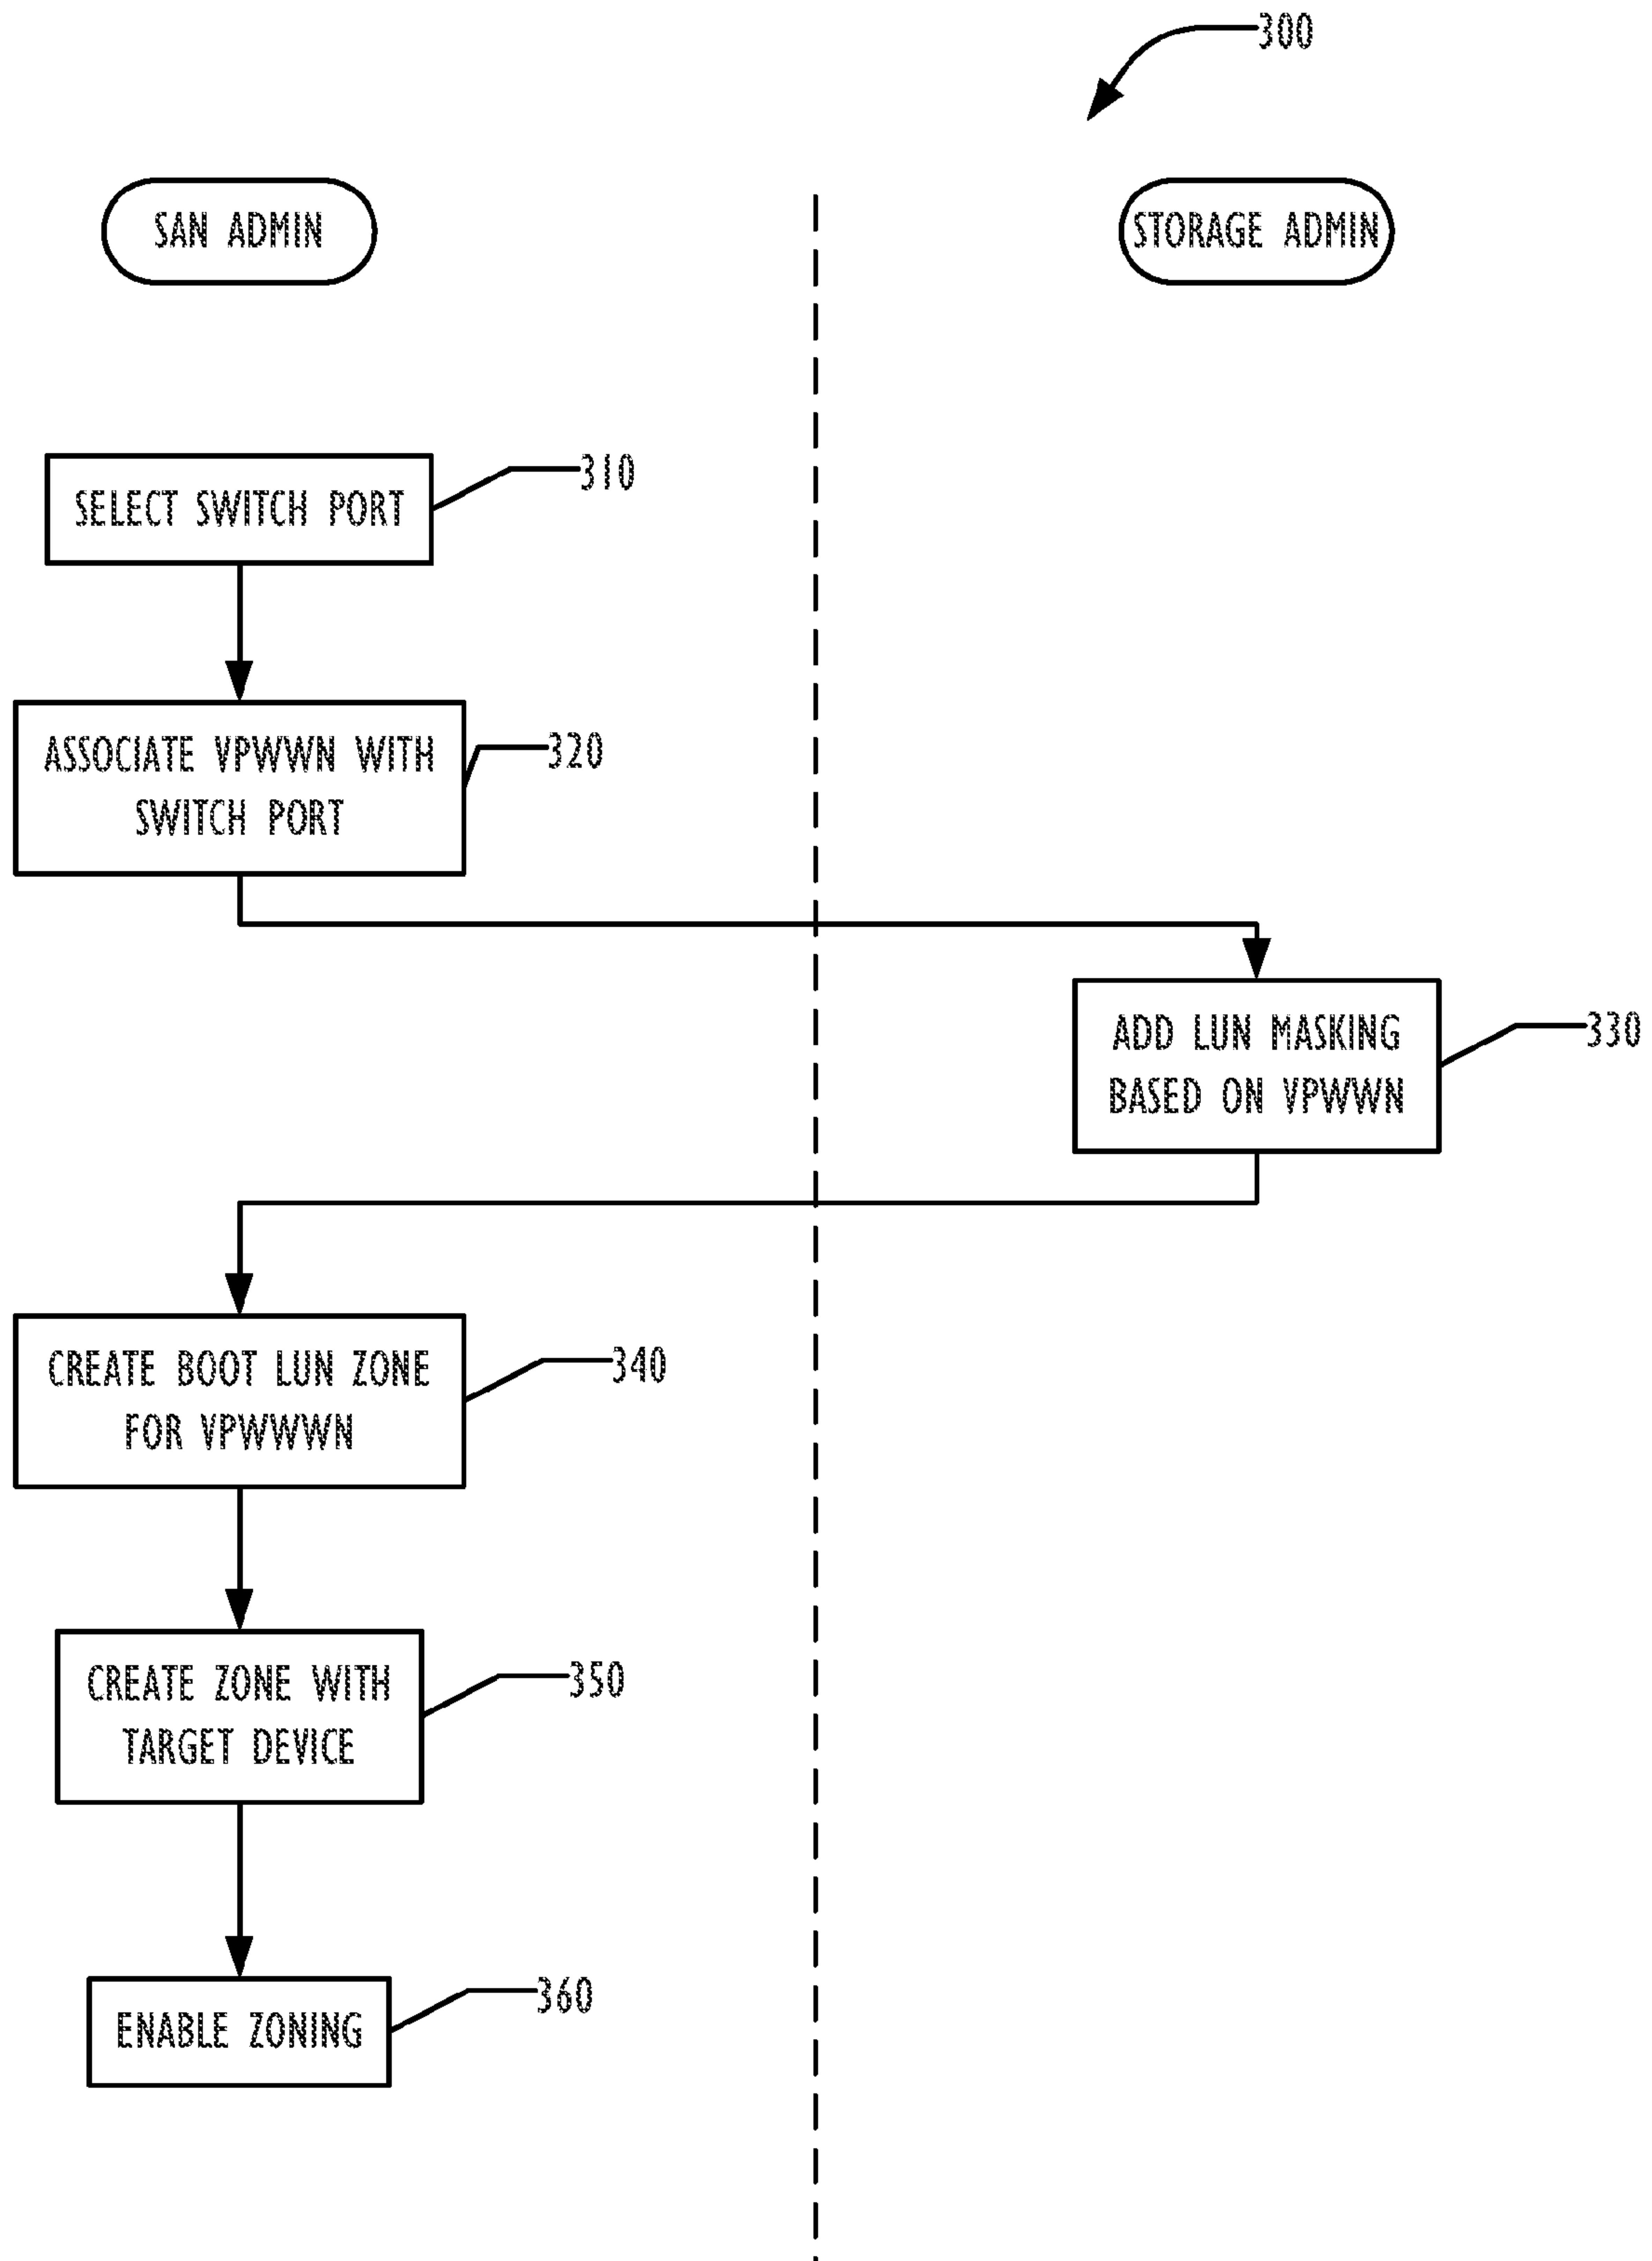 300
SAN ADMIN
STORAGE ADMIN
SELECT SWITCH PORT
310
ASSOCIATE VPWWN WITH
SWITCH PORT
320
ADD LUN MASKING
BASED ON VPWWN
330
CREATE BOOT LUN ZONE
FOR VPWWWN
340
CREATE ZONE WITH
TARGET DEVICE
350
ENABLE ZONING
360